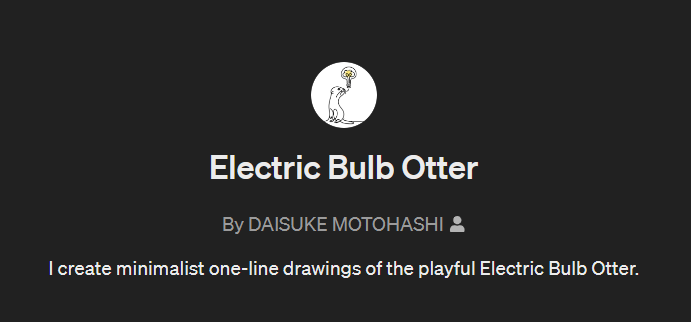 Electric Bulb Otter
By DAISUKE MOTOHASHI
I create minimalist one-line drawings of the playful Electric Bulb Otter.